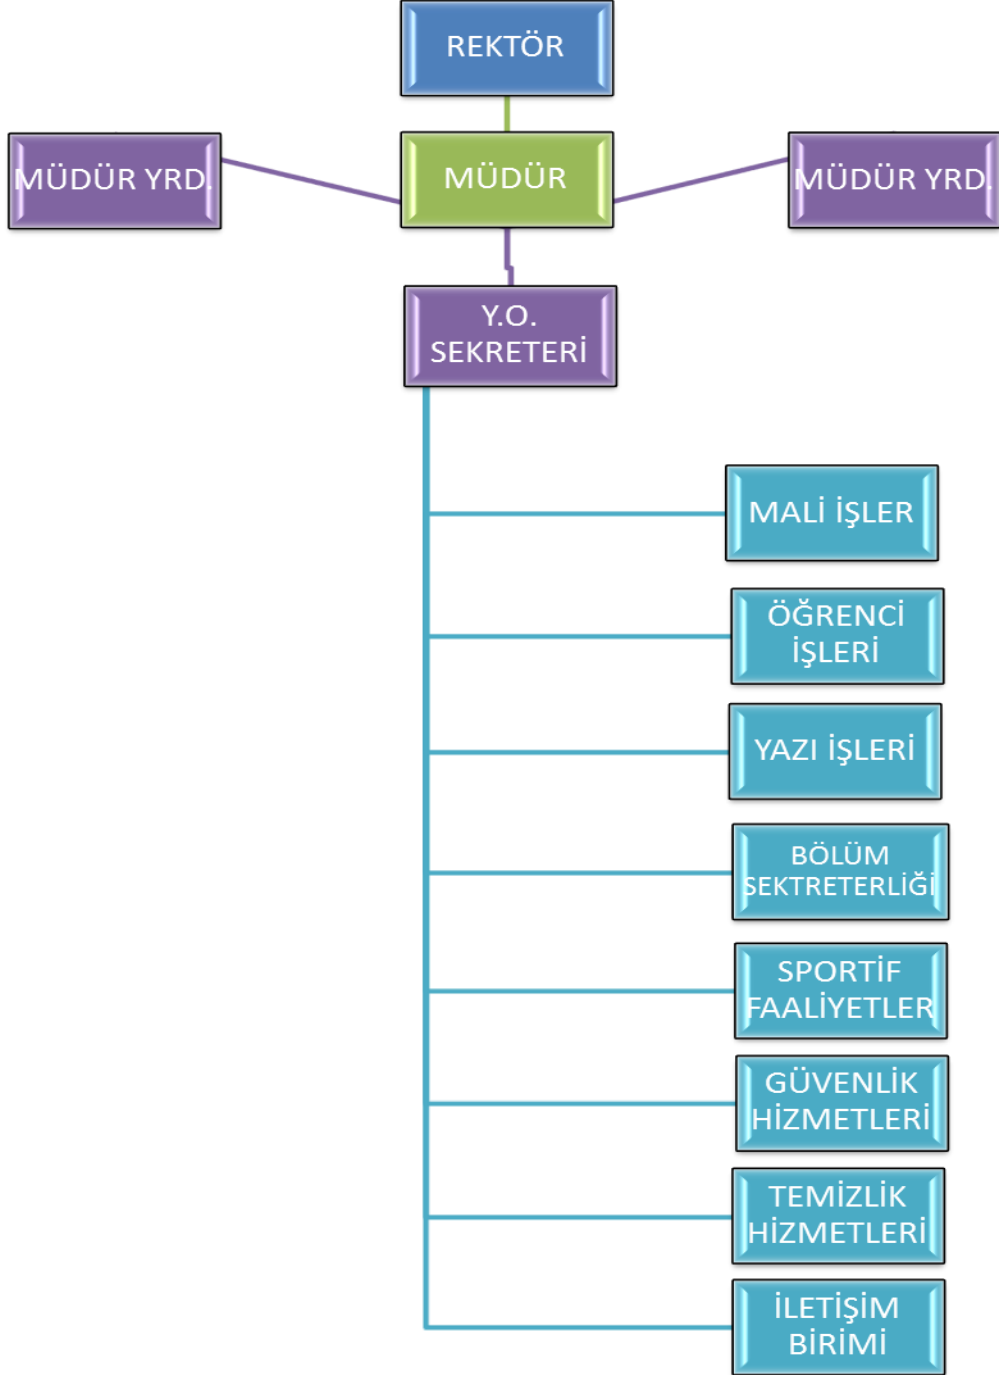 REKTÖR
MÜDÜR YRD.
MÜDÜR
MÜDÜR YRD.
Y.O.
SEKRETERİ
MALİ İŞLER
ÖĞRENCİ
İŞLERİ
YAZI İŞLERİ
BÖLÜM
SEKTRETERLİĞİ
SPORTİF
FAALİYETLER
GÜVENLİK
HİZMETLERİ
TEMİZLİK
HİZMETLERİ
İLETİŞİM
BİRİMİ